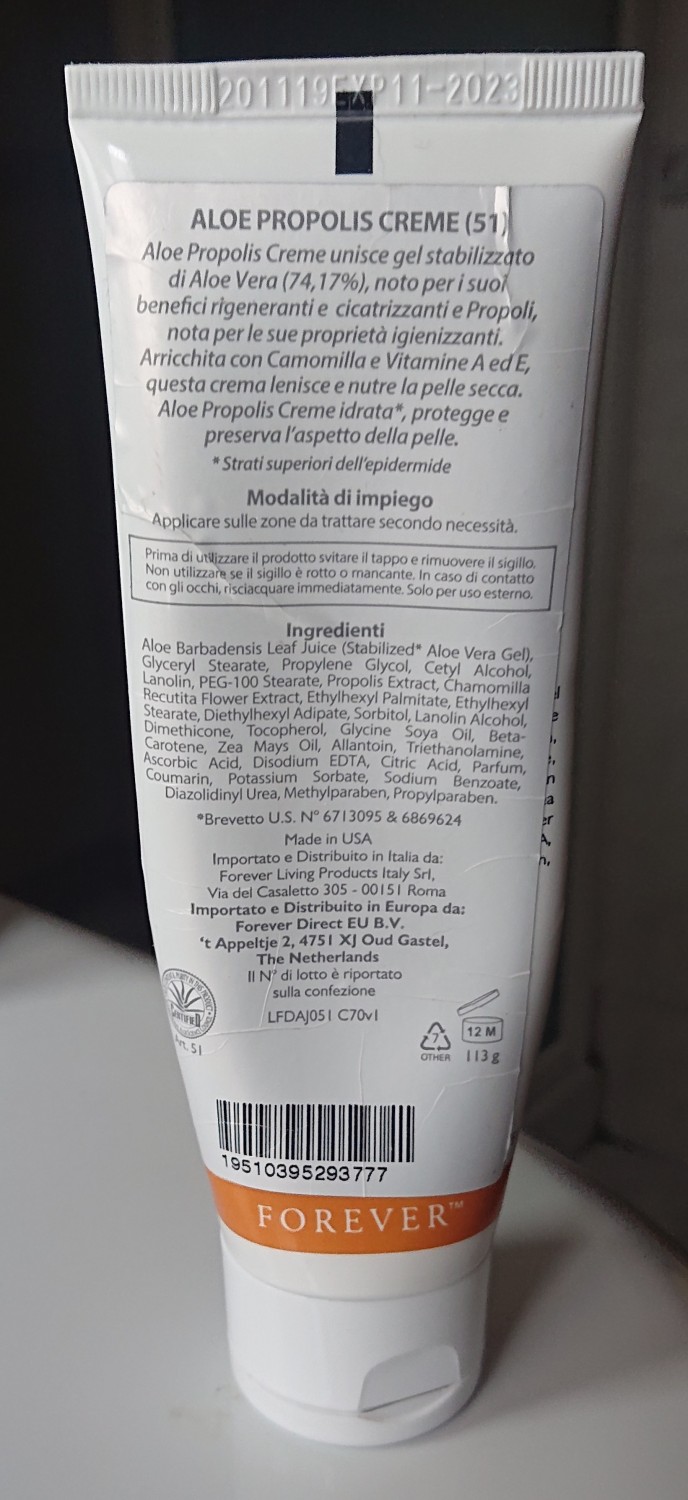 201119EXP11-2023
ALOE PROPOLIS CREME (51)
Aloe Propolis Creme unisce gel stabilizzato
di Aloe Vera (74,17%), noto per i suoi
benefici rigeneranti e cicatrizzanti e Propoli,
nota per le sue proprietà igienizzanti.
Arricchita con Camomilla e Vitamine A ed E,
questa crema lenisce e nutre la pelle secca.
Aloe Propolis Creme idrata*, protegge e
preserva l'aspetto della pelle.
* Strati superiori dell'epidermide
Modalità di impiego
Applicare sulle zone da trattare secondo necessità.
Prima di utilizzare il prodotto svitare il tappo e rimuovere il sigillo.
Non utilizzare se il sigillo è rotto o mancante. In caso di contatto
con gli occhi, risciacquare immediatamente. Solo per uso esterno.
Ingredienti
Aloe Barbadensis Leaf Juice (Stabilized* Aloe Vera Gel),
Glyceryl Stearate, Propylene Glycol, Cetyl Alcohol,
Lanolin, PEG-100 Stearate, Propolis Extract, Chamomilla
Recutita Flower Extract, Ethylhexyl Palmitate, Ethylhexyl
Stearate, Diethylhexyl Adipate, Sorbitol, Lanolin Alcohol,
Dimethicone, Tocopherol, Glycine Soya Oil, Beta-
Carotene, Zea Mays Oil, Allantoin, Triethanolamine,
Ascorbic Acid, Disodium EDTA, Citric Acid, Parfum,
Coumarin, Potassium Sorbate, Sodium Benzoate,
Diazolidinyl Urea, Methylparaben, Propylparaben.
*Brevetto U.S. N° 6713095 & 6869624
Made in USA
Importato e Distribuito in Italia da:
Forever Living Products Italy Srl,
Via del Casaletto 305 - 00151 Roma
Importato e Distribuito in Europa da:
Forever Direct EU B.V.
't Appeltje 2, 4751 XJ Oud Gastel,
The Netherlands
Il N° di lotto è riportato
sulla confezione
LFDAJ051 C70v1
Art. 51
7
OTHER
12 M
113 g
19510395293777
FOREVER™